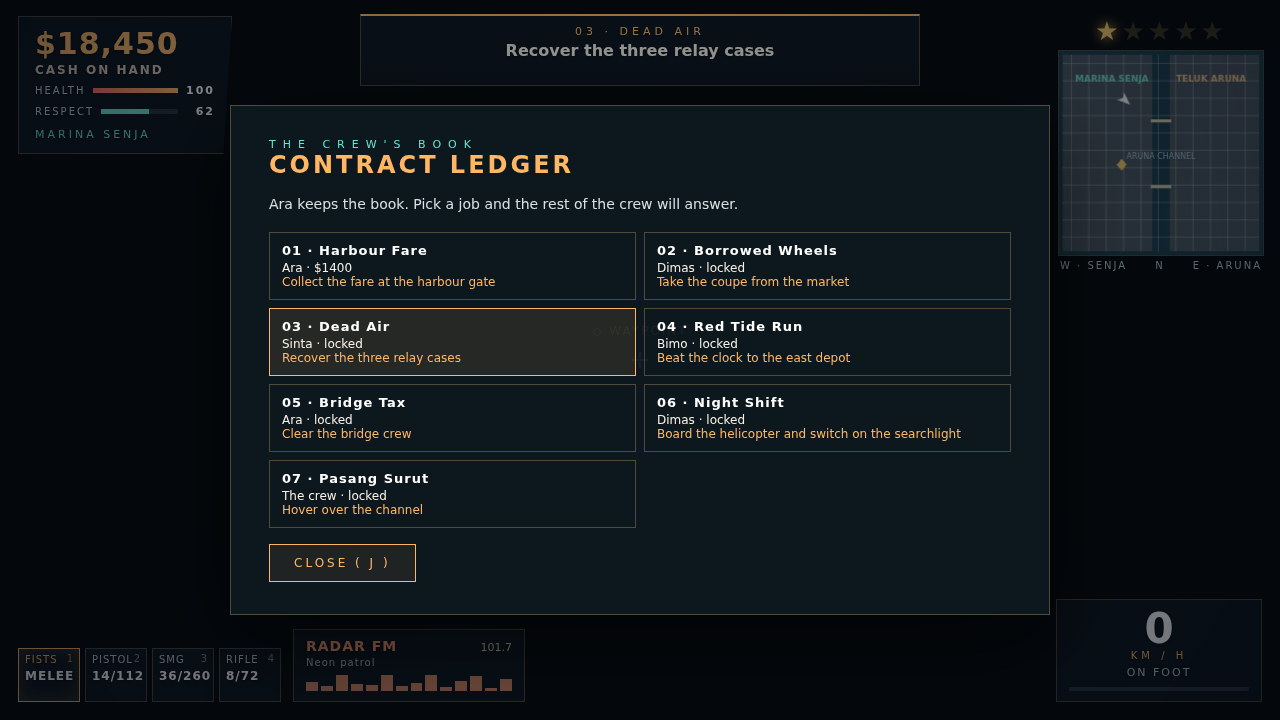 $18,450
CASH ON HAND
HEALTH 100
RESPECT 62
MARINA SENJA
03 · DEAD AIR
Recover the three relay cases
MARINA SENJA TELUK ARUNA
ARUNA CHANNEL
W · SENJA N E · ARUNA
THE CREW'S BOOK
CONTRACT LEDGER
Ara keeps the book. Pick a job and the rest of the crew will answer.
01 · Harbour Fare
Ara · $1400
Collect the fare at the harbour gate
02 · Borrowed Wheels
Dimas · locked
Take the coupe from the market
03 · Dead Air
Sinta · locked
Recover the three relay cases
04 · Red Tide Run
Bimo · locked
Beat the clock to the east depot
05 · Bridge Tax
Ara · locked
Clear the bridge crew
06 · Night Shift
Dimas · locked
Board the helicopter and switch on the searchlight
07 · Pasang Surut
The crew · locked
Hover over the channel
CLOSE ( J )
FISTS 1
MELEE
PISTOL 2
14/112
SMG 3
36/260
RIFLE 4
8/72
RADAR FM 101.7
Neon patrol
0
KM / H
ON FOOT